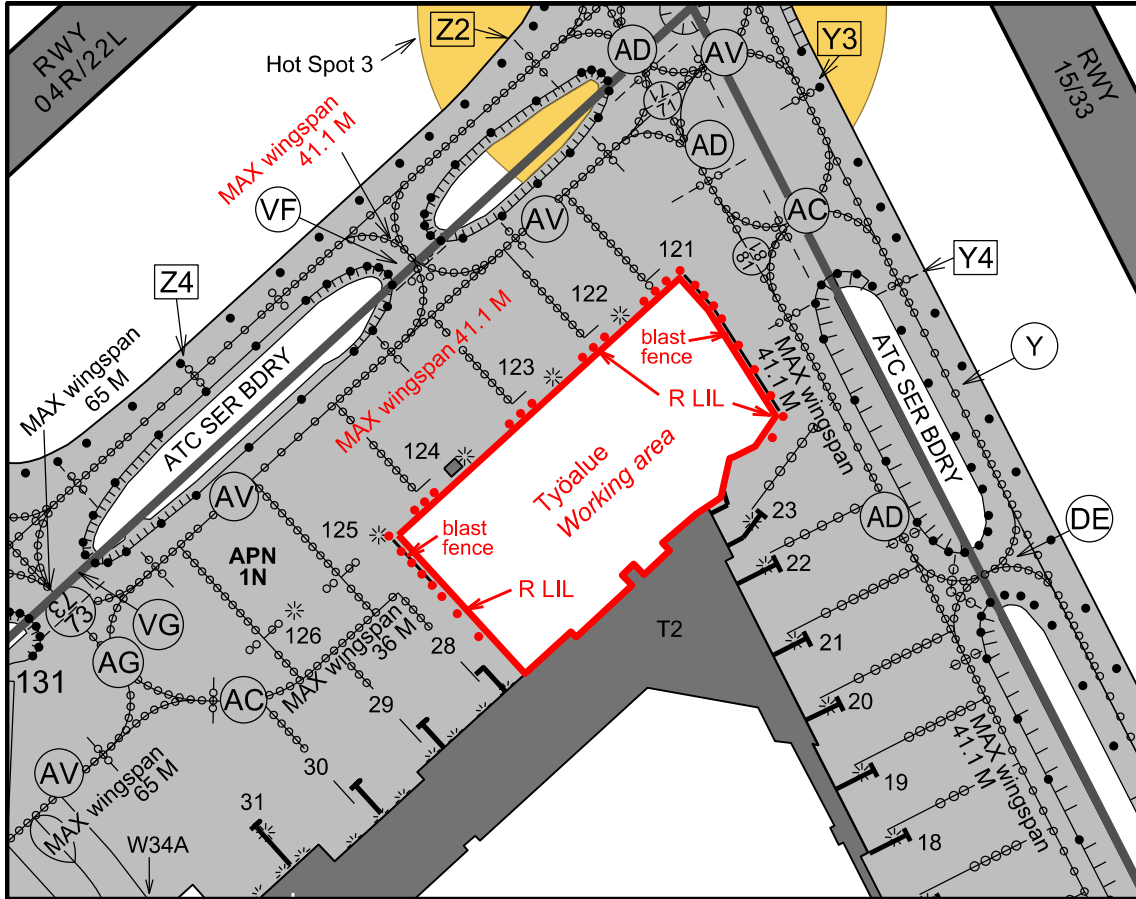 RWY
04R/22L
Z2
Hot Spot 3
AD
AV
Y3
RWY
15/33
AD
MAX wingspan
41.1 M
VF
AV
AC
Z4
121
Y4
122
MAX wingspan
65 M
ATC SER BDRY
MAX wingspan 41.1 M
123
blast
fence
R LIL
MAX wingspan
41.1 M
Y
ATC SER BDRY
124
Työalue
Working area
AV
125
blast
fence
R LIL
23
AD
DE
APN
1N
22
73
73
VG
126
MAX wingspan
36 M
28
T2
21
AG
131
AC
29
20
MAX wingspan
41.1 M
AV
30
19
MAX wingspan
65 M
31
18
W34A